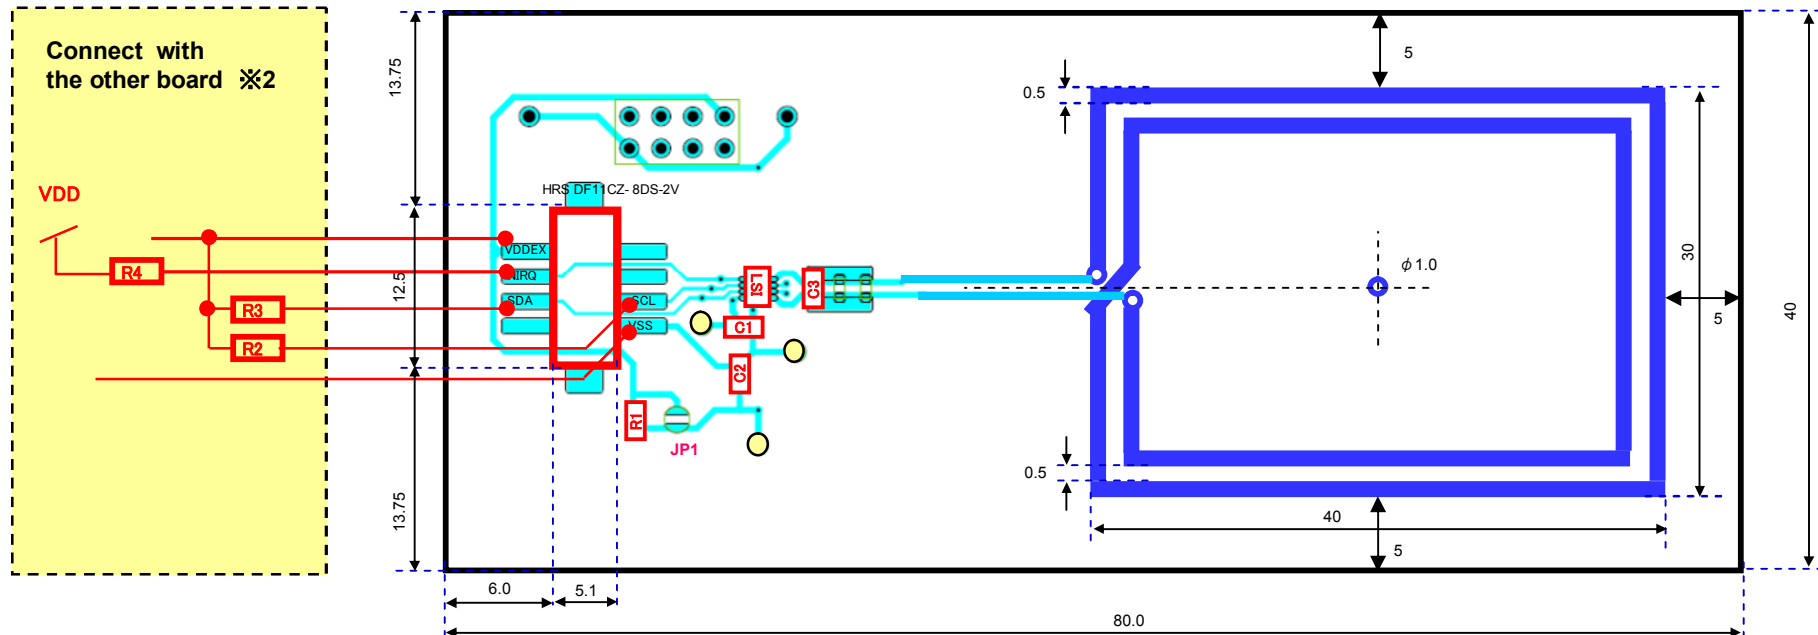 Connect with
the other board ※2
VDD
R4
R3
R2
13.75
12.5
13.75
HRS DF11CZ- 8DS-2V
VDDEX
NIRQ
SDA
SCL
VSS
LSI
C3
C1
C2
R1
JP1
0.5
0.5
5
φ1.0
30
5
40
40
5
6.0
5.1
80.0